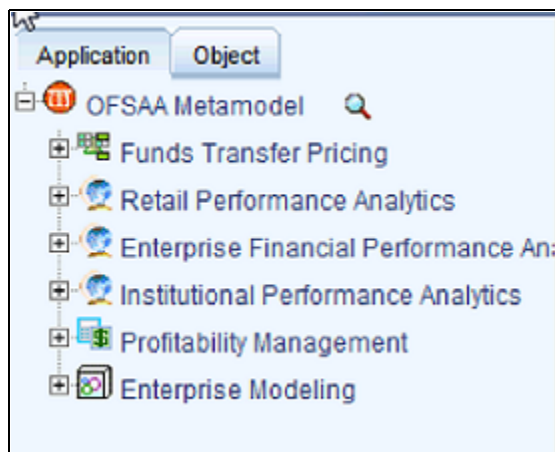 Application Object
OFSAA Metamodel
Funds Transfer Pricing
Retail Performance Analytics
Enterprise Financial Performance
Institutional Performance Analytics
Profitability Management
Enterprise Modeling